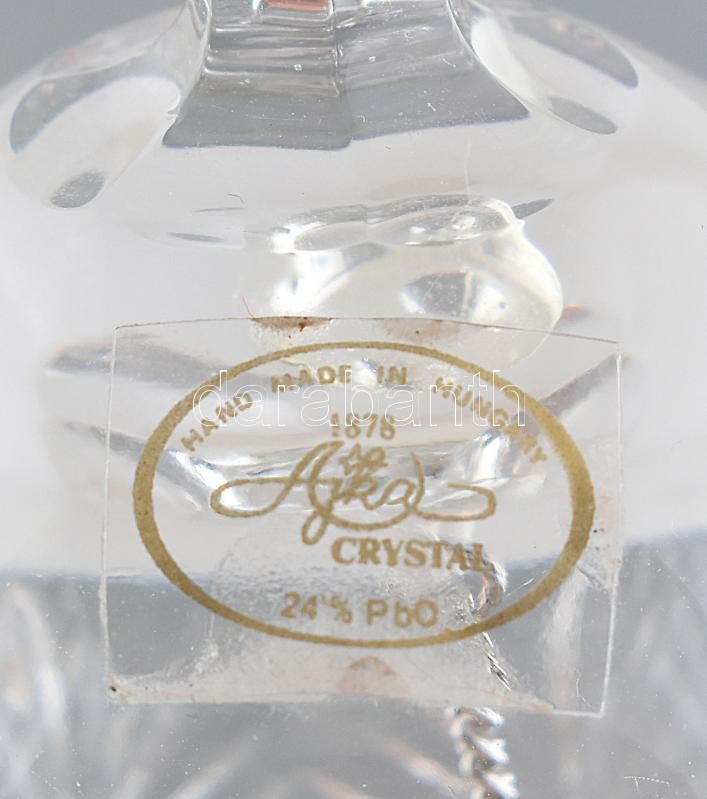 HAND MADE IN HUNGARY
darabanth
1878
Ajka
CRYSTAL
24% PbO